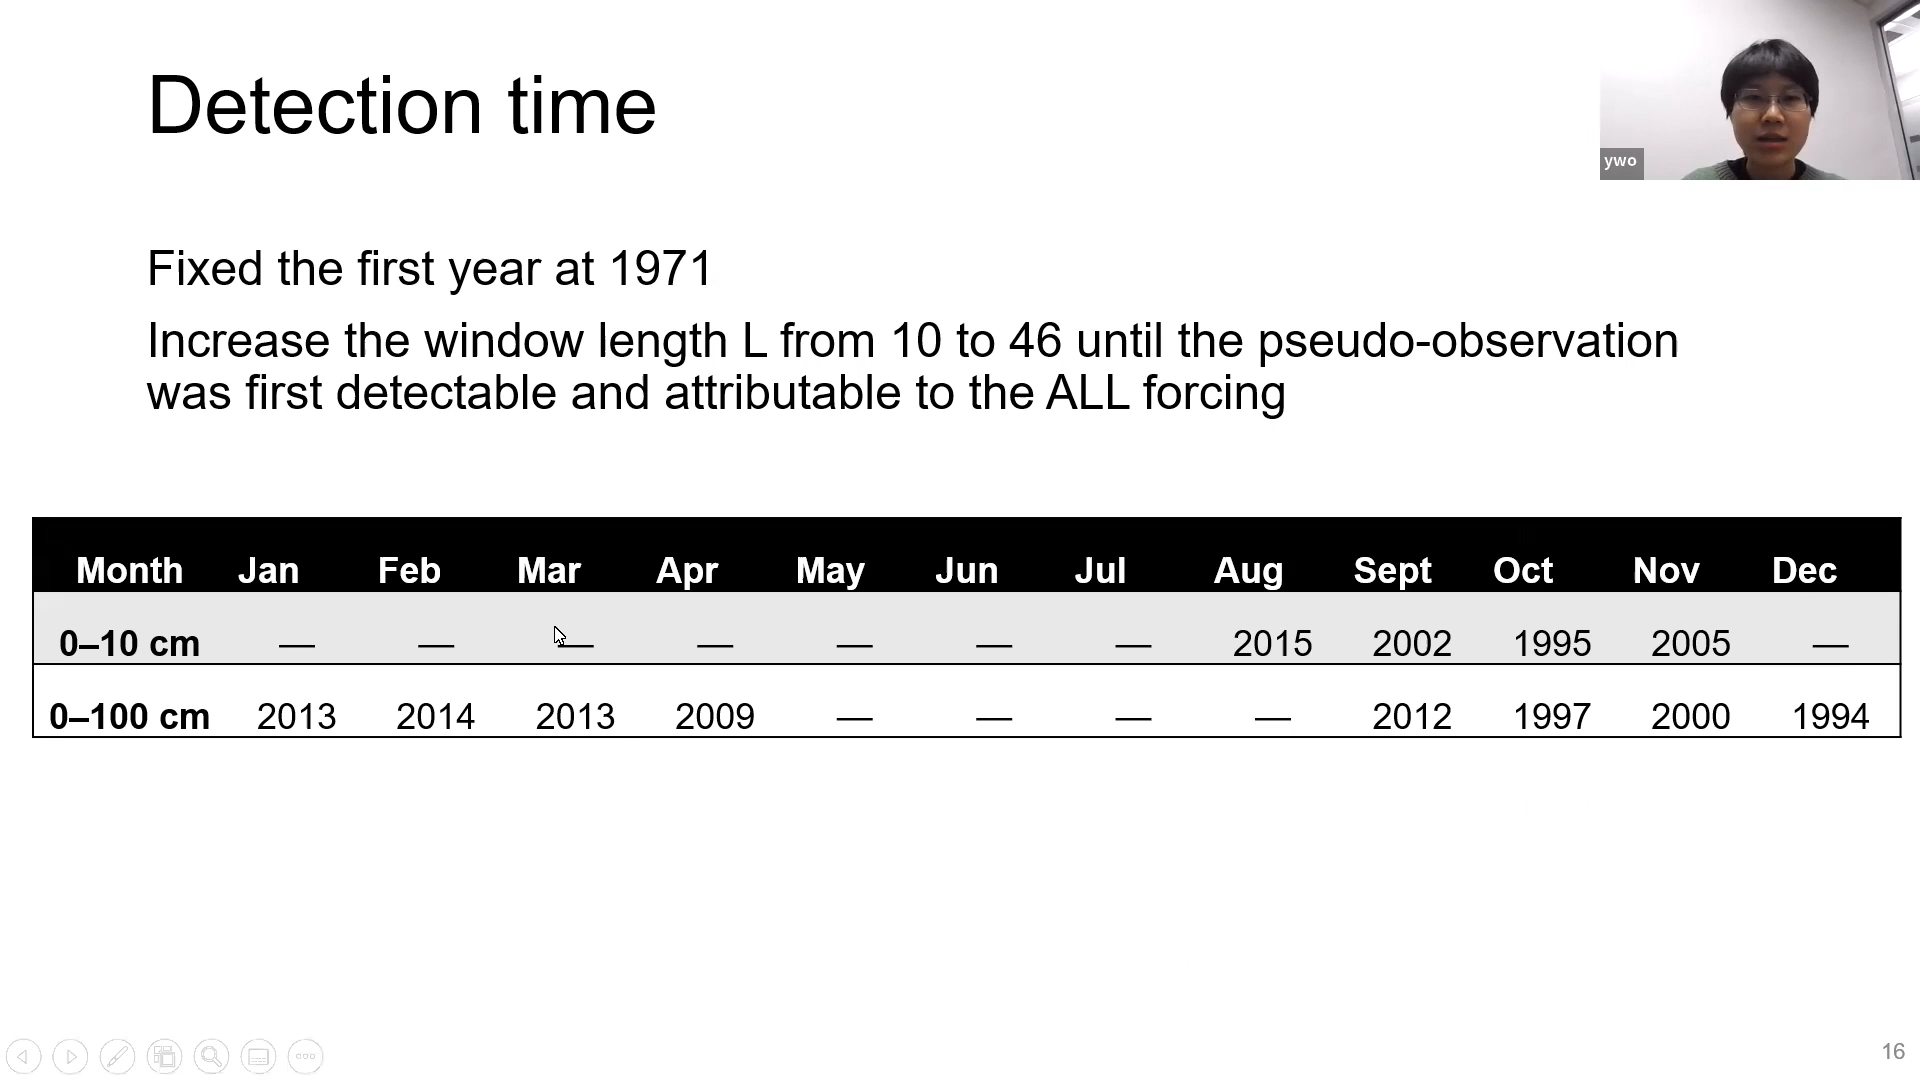 Detection time
ywo
Fixed the first year at 1971
Increase the window length L from 10 to 46 until the pseudo-observation
was first detectable and attributable to the ALL forcing
Month Jan Feb Mar Apr May Jun Jul Aug Sept Oct Nov Dec
0–10 cm — — — — — — — 2015 2002 1995 2005 —
0–100 cm 2013 2014 2013 2009 — — — — 2012 1997 2000 1994
16